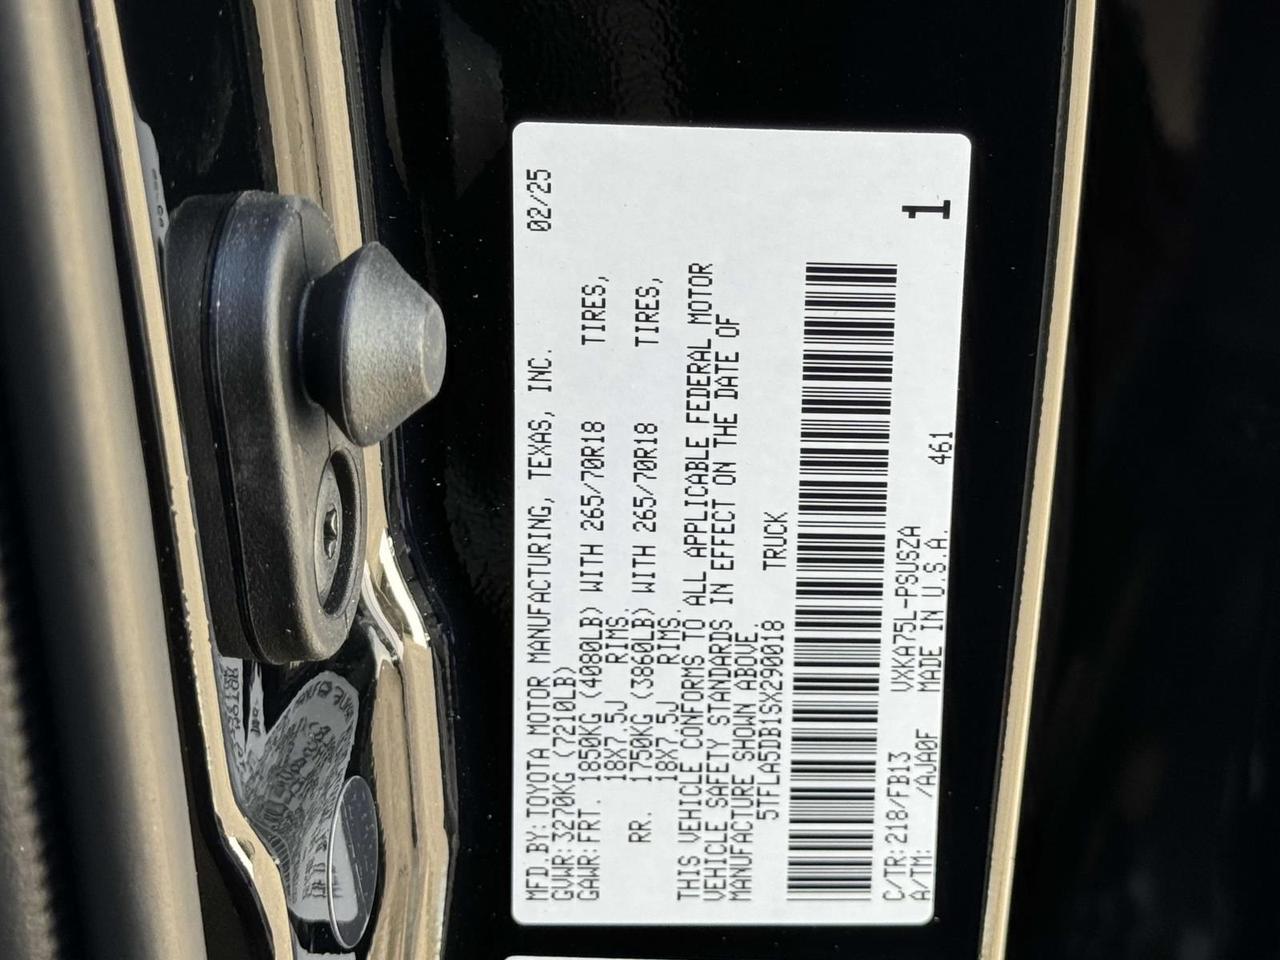 MFD.BY:TOYOTA MOTOR MANUFACTURING, TEXAS, INC. 02/25
GVWR:3270KG (7210LB)
GAWR:FRT. 1850KG (4080LB) WITH 265/70R18 TIRES,
18X7.5J RIMS.
RR. 1750KG (3860LB) WITH 265/70R18 TIRES,
18X7.5J RIMS.
THIS VEHICLE CONFORMS TO ALL APPLICABLE FEDERAL MOTOR
VEHICLE SAFETY STANDARDS IN EFFECT ON THE DATE OF
MANUFACTURE SHOWN ABOVE.
5TFLA5DB1SX290018 TRUCK
1
C/TR:218/FB13 VXKA75L-PSUSZA
A/TM: /AJA0F MADE IN U.S.A. 461